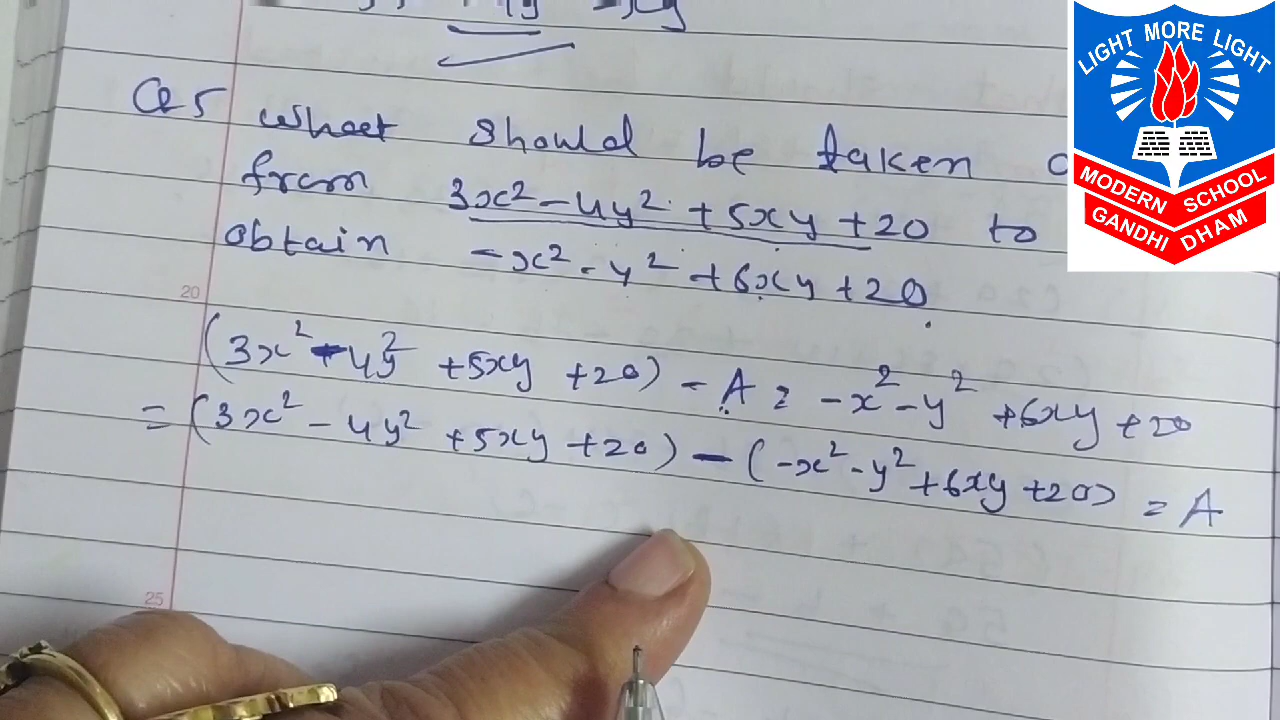 Q5 What should be taken
from 3x² - 4y² + 5xy + 20 to
obtain -x² - y² + 6xy + 20
20
(3x² - 4y² + 5xy + 20) - A = -x² - y² + 6xy + 20
= (3x² - 4y² + 5xy + 20) - (-x² - y² + 6xy + 20) = A
25
LIGHT MORE LIGHT
MODERN SCHOOL
GANDHI DHAM